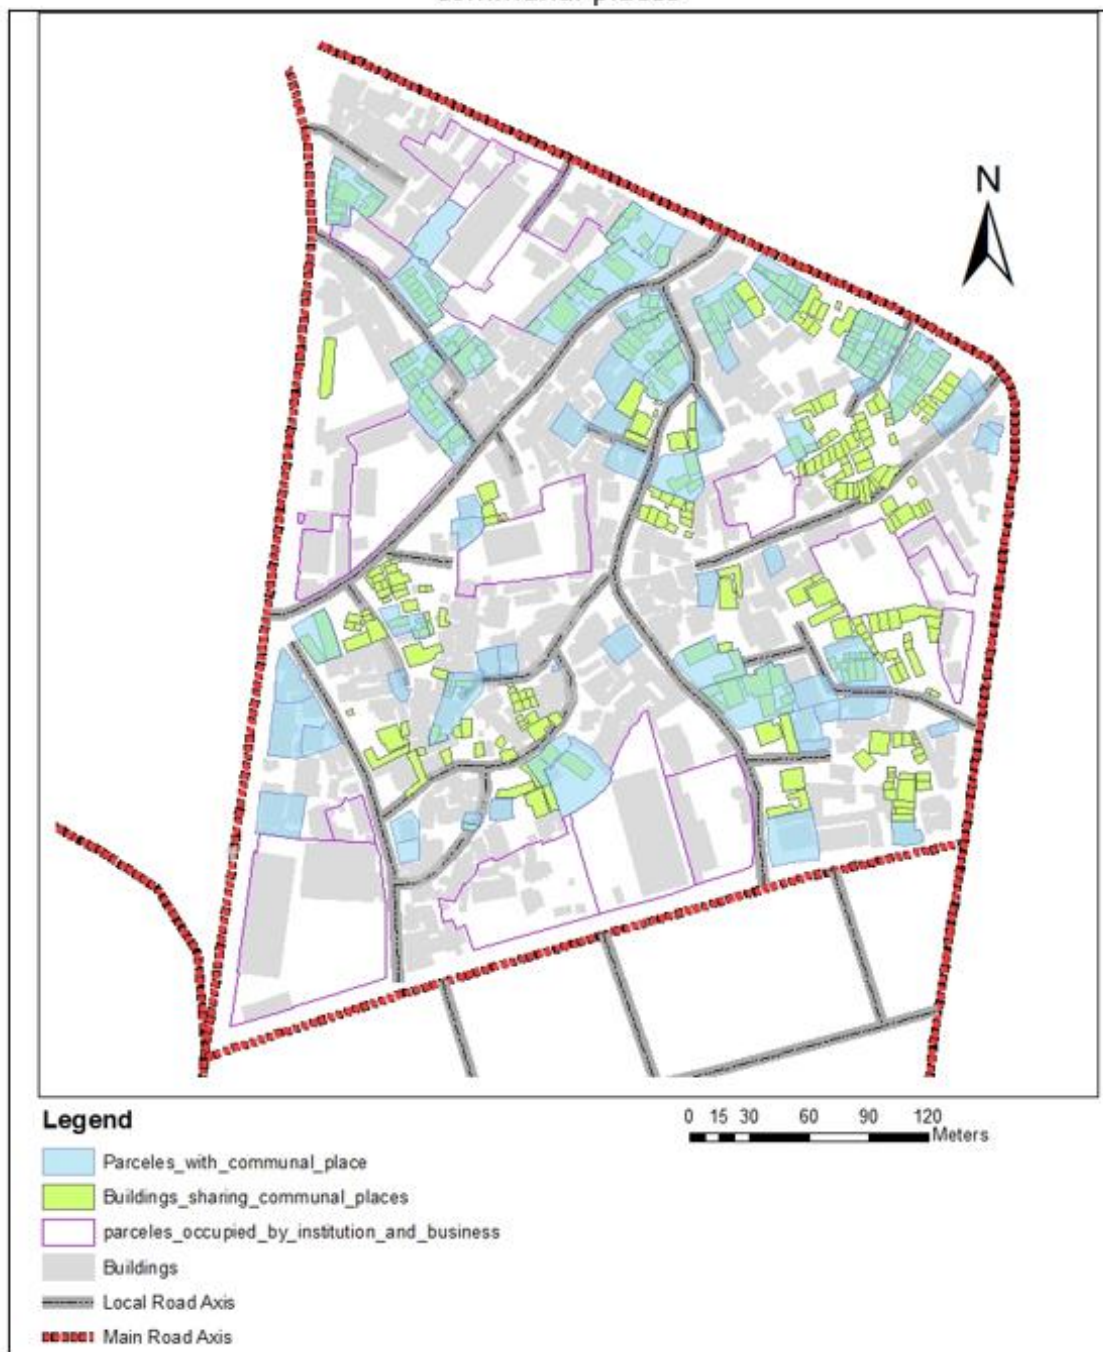 N
Legend
0 15 30 60 90 120
Meters
Parceles_with_communal_place
Buildings_sharing_communal_places
parceles_occupied_by_institution_and_business
Buildings
Local Road Axis
Main Road Axis